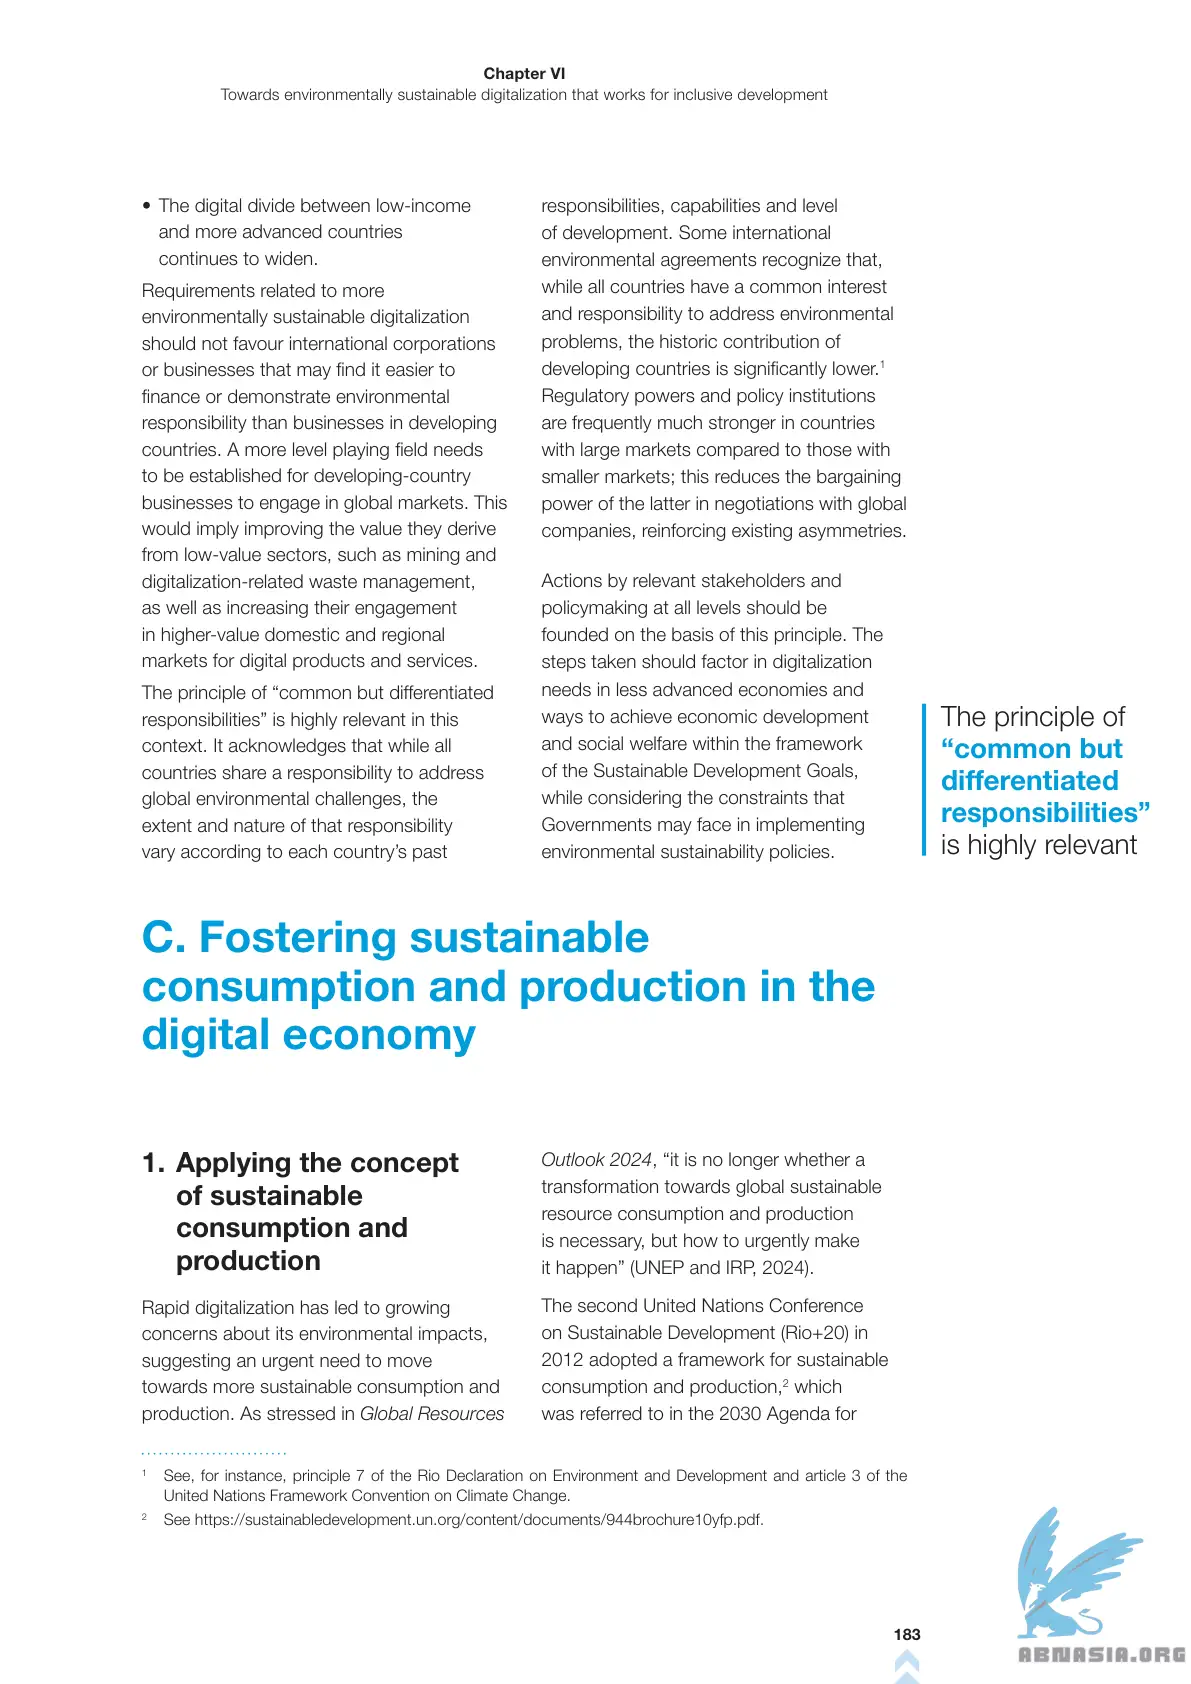 Chapter VI
Towards environmentally sustainable digitalization that works for inclusive development
• The digital divide between low-income
and more advanced countries
continues to widen.
Requirements related to more
environmentally sustainable digitalization
should not favour international corporations
or businesses that may find it easier to
finance or demonstrate environmental
responsibility than businesses in developing
countries. A more level playing field needs
to be established for developing-country
businesses to engage in global markets. This
would imply improving the value they derive
from low-value sectors, such as mining and
digitalization-related waste management,
as well as increasing their engagement
in higher-value domestic and regional
markets for digital products and services.
The principle of “common but differentiated
responsibilities” is highly relevant in this
context. It acknowledges that while all
countries share a responsibility to address
global environmental challenges, the
extent and nature of that responsibility
vary according to each country’s past
responsibilities, capabilities and level
of development. Some international
environmental agreements recognize that,
while all countries have a common interest
and responsibility to address environmental
problems, the historic contribution of
developing countries is significantly lower.1
Regulatory powers and policy institutions
are frequently much stronger in countries
with large markets compared to those with
smaller markets; this reduces the bargaining
power of the latter in negotiations with global
companies, reinforcing existing asymmetries.
Actions by relevant stakeholders and
policymaking at all levels should be
founded on the basis of this principle. The
steps taken should factor in digitalization
needs in less advanced economies and
ways to achieve economic development
and social welfare within the framework
of the Sustainable Development Goals,
while considering the constraints that
Governments may face in implementing
environmental sustainability policies.
The principle of
“common but
differentiated
responsibilities”
is highly relevant
C. Fostering sustainable
consumption and production in the
digital economy
1. Applying the concept
of sustainable
consumption and
production
Rapid digitalization has led to growing
concerns about its environmental impacts,
suggesting an urgent need to move
towards more sustainable consumption and
production. As stressed in Global Resources
Outlook 2024, “it is no longer whether a
transformation towards global sustainable
resource consumption and production
is necessary, but how to urgently make
it happen” (UNEP and IRP, 2024).
The second United Nations Conference
on Sustainable Development (Rio+20) in
2012 adopted a framework for sustainable
consumption and production,2 which
was referred to in the 2030 Agenda for
1 See, for instance, principle 7 of the Rio Declaration on Environment and Development and article 3 of the
United Nations Framework Convention on Climate Change.
2 See https://sustainabledevelopment.un.org/content/documents/944brochure10yfp.pdf.
183
ABNASIA.ORG